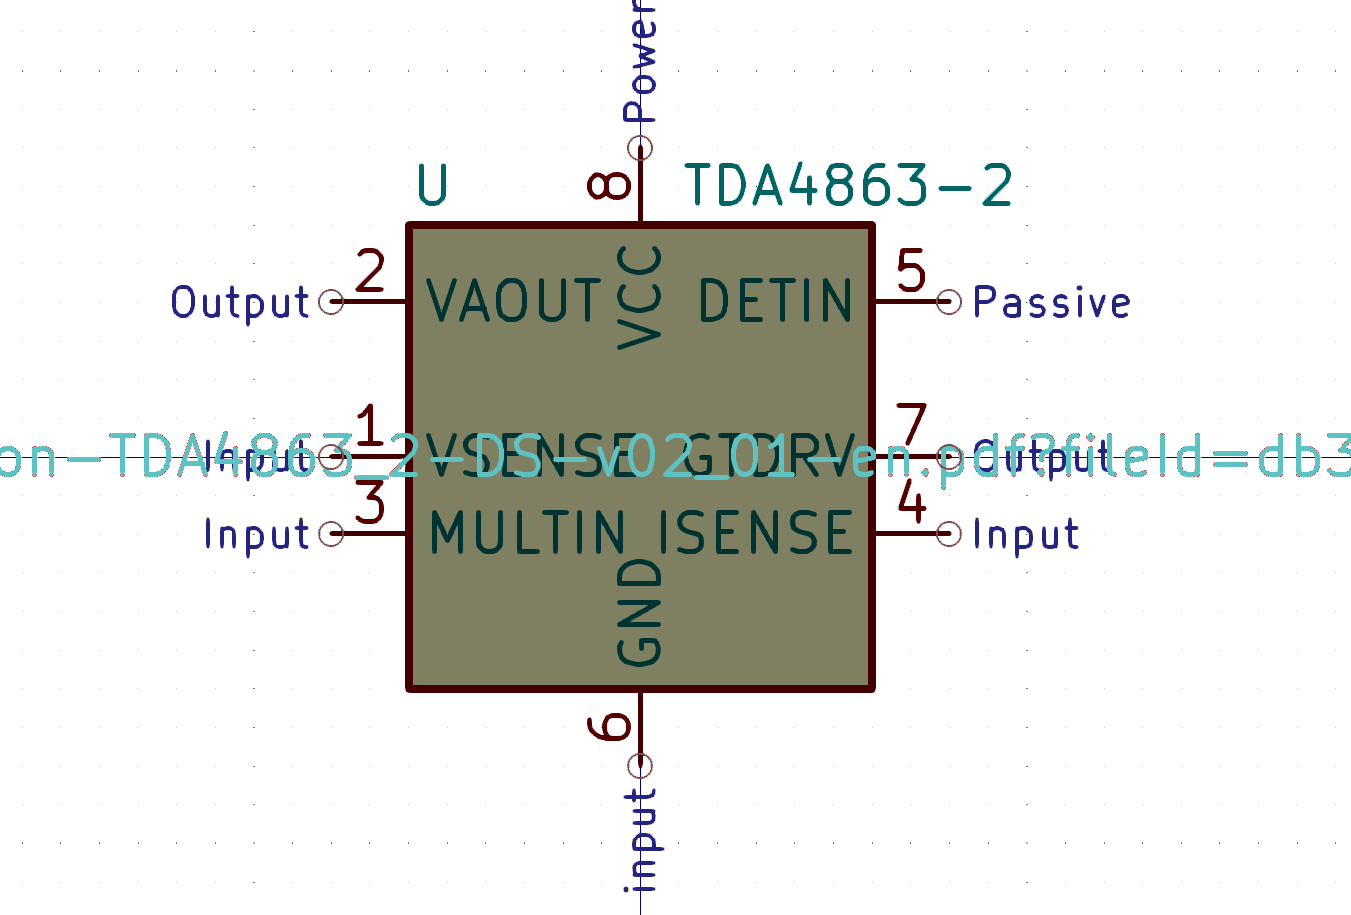 Power
U
8
TDA4863-2
2
5
Output
VAOUT
VCC
DETIN
Passive
1
7
Input
VSENSE
GTDRV
Output
on-TDA4863_2-DS-v02_01-en.pdf?fileId=db3
3
4
Input
MULTIN
ISENSE
Input
GND
6
input